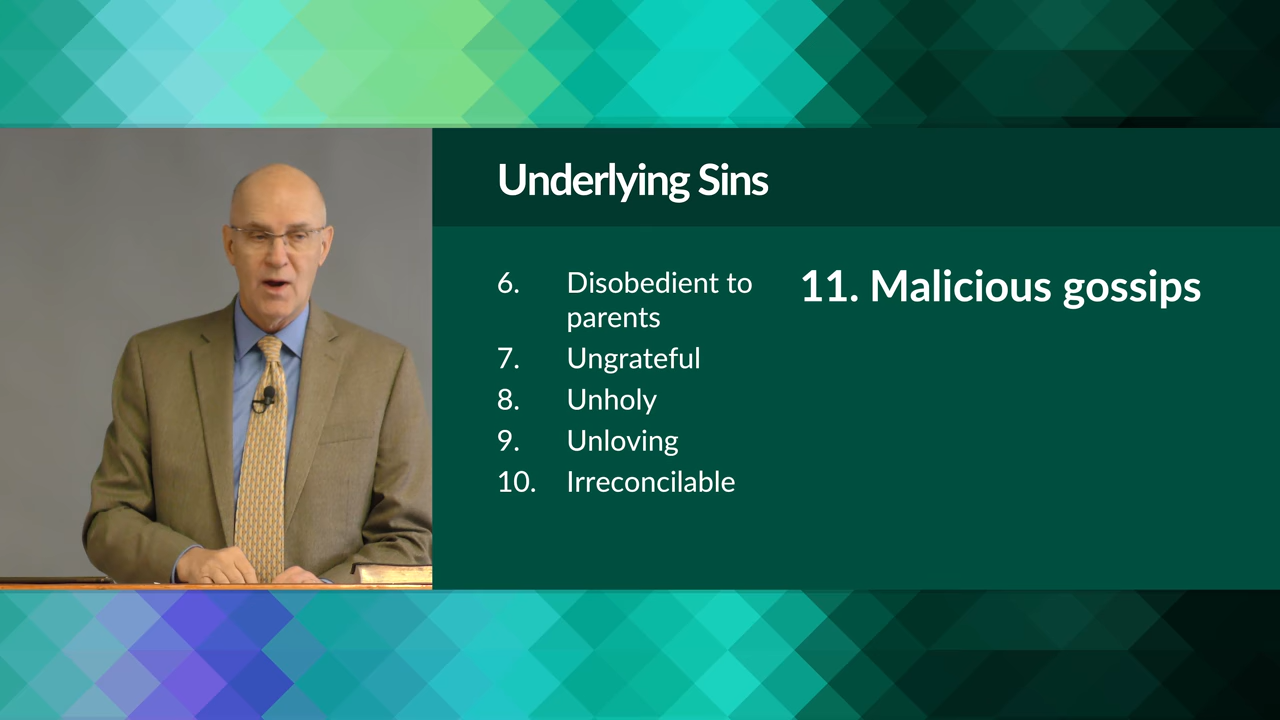 Underlying Sins
6. Disobedient to
parents
7. Ungrateful
8. Unholy
9. Unloving
10. Irreconcilable
11. Malicious gossips